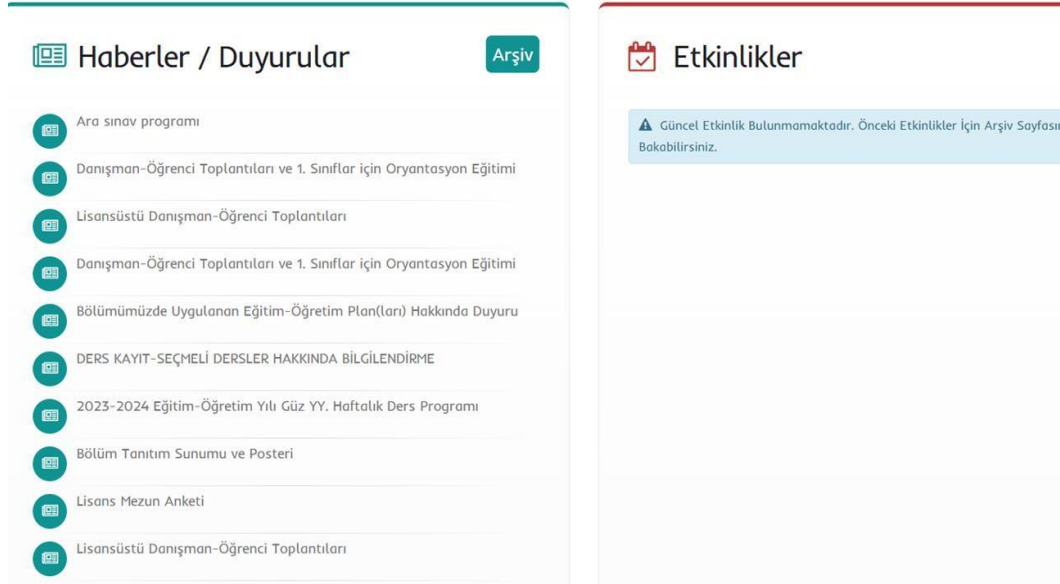 Haberler / Duyurular
Arşiv
Ara sınav programı
Danışman-Öğrenci Toplantıları ve 1. Sınıflar için Oryantasyon Eğitimi
Lisansüstü Danışman-Öğrenci Toplantıları
Danışman-Öğrenci Toplantıları ve 1. Sınıflar için Oryantasyon Eğitimi
Bölümümüzde Uygulanan Eğitim-Öğretim Plan(ları) Hakkında Duyuru
DERS KAYIT-SEÇMELİ DERSLER HAKKINDA BİLGİLENDİRME
2023-2024 Eğitim-Öğretim Yılı Güz YY. Haftalık Ders Programı
Bölüm Tanıtım Sunumu ve Posteri
Lisans Mezun Anketi
Lisansüstü Danışman-Öğrenci Toplantıları
Etkinlikler
Güncel Etkinlik Bulunmamaktadır. Önceki Etkinlikler İçin Arşiv
Bakabilirsiniz.